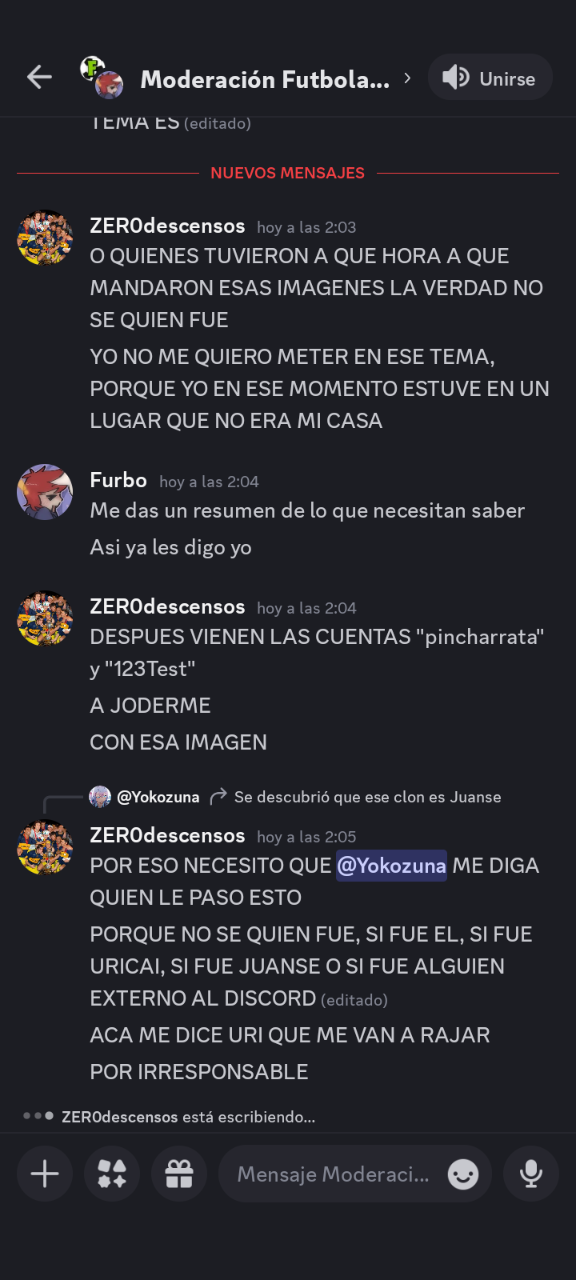 Moderación Futbola...
Unirse
TEMA ES (editado)
NUEVOS MENSAJES
ZER0descensos hoy a las 2:03
O QUIENES TUVIERON A QUE HORA A QUE
MANDARON ESAS IMAGENES LA VERDAD NO
SE QUIEN FUE
YO NO ME QUIERO METER EN ESE TEMA,
PORQUE YO EN ESE MOMENTO ESTUVE EN UN
LUGAR QUE NO ERA MI CASA
Furbo hoy a las 2:04
Me das un resumen de lo que necesitan saber
Asi ya les digo yo
ZER0descensos hoy a las 2:04
DESPUES VIENEN LAS CUENTAS "pincharrata"
y "123Test"
A JODERME
CON ESA IMAGEN
@Yokozuna Se descubrió que ese clon es Juanse
ZER0descensos hoy a las 2:05
POR ESO NECESITO QUE @Yokozuna ME DIGA
QUIEN LE PASO ESTO
PORQUE NO SE QUIEN FUE, SI FUE EL, SI FUE
URICAI, SI FUE JUANSE O SI FUE ALGUIEN
EXTERNO AL DISCORD (editado)
ACA ME DICE URI QUE ME VAN A RAJAR
POR IRRESPONSABLE
ZER0descensos está escribiendo...
Mensaje Moderaci...